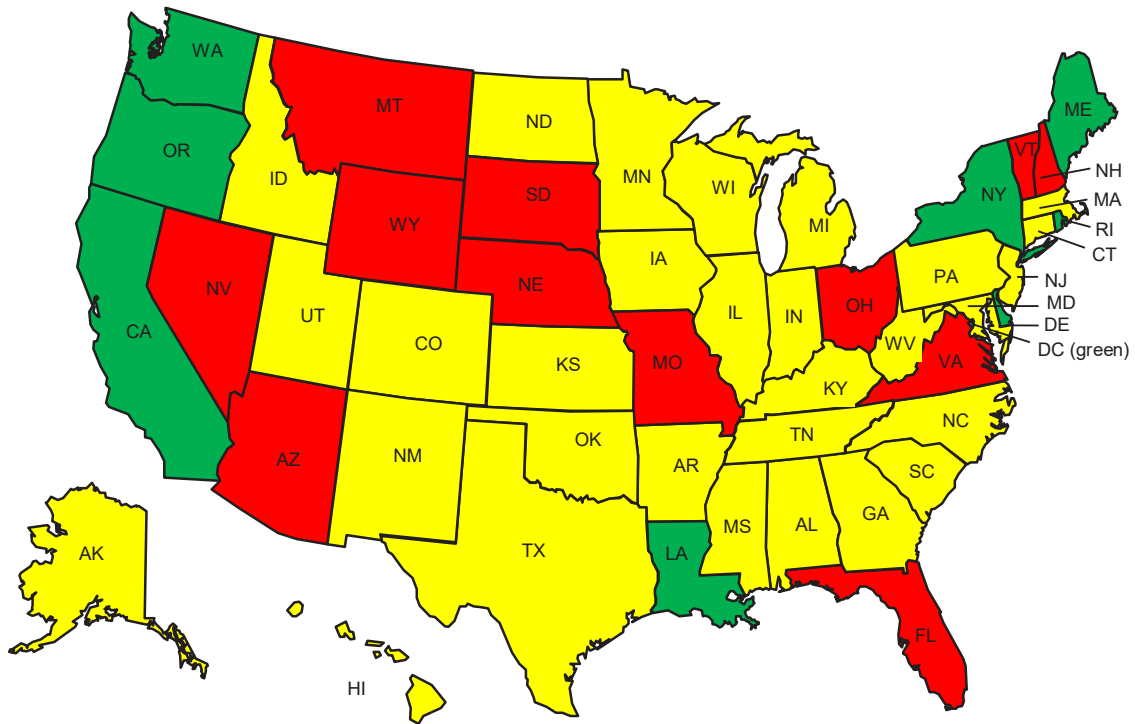 WA
MT
ND
ME
OR
MN
VT
ID
SD
WI
NY
NH
MA
WY
MI
RI
CT
IA
PA
NJ
NV
NE
OH
MD
UT
IL
IN
DE
CA
CO
WV
DC (green)
KS
MO
VA
KY
AZ
NM
OK
TN
NC
AR
SC
MS
AL
GA
AK
TX
LA
FL
HI